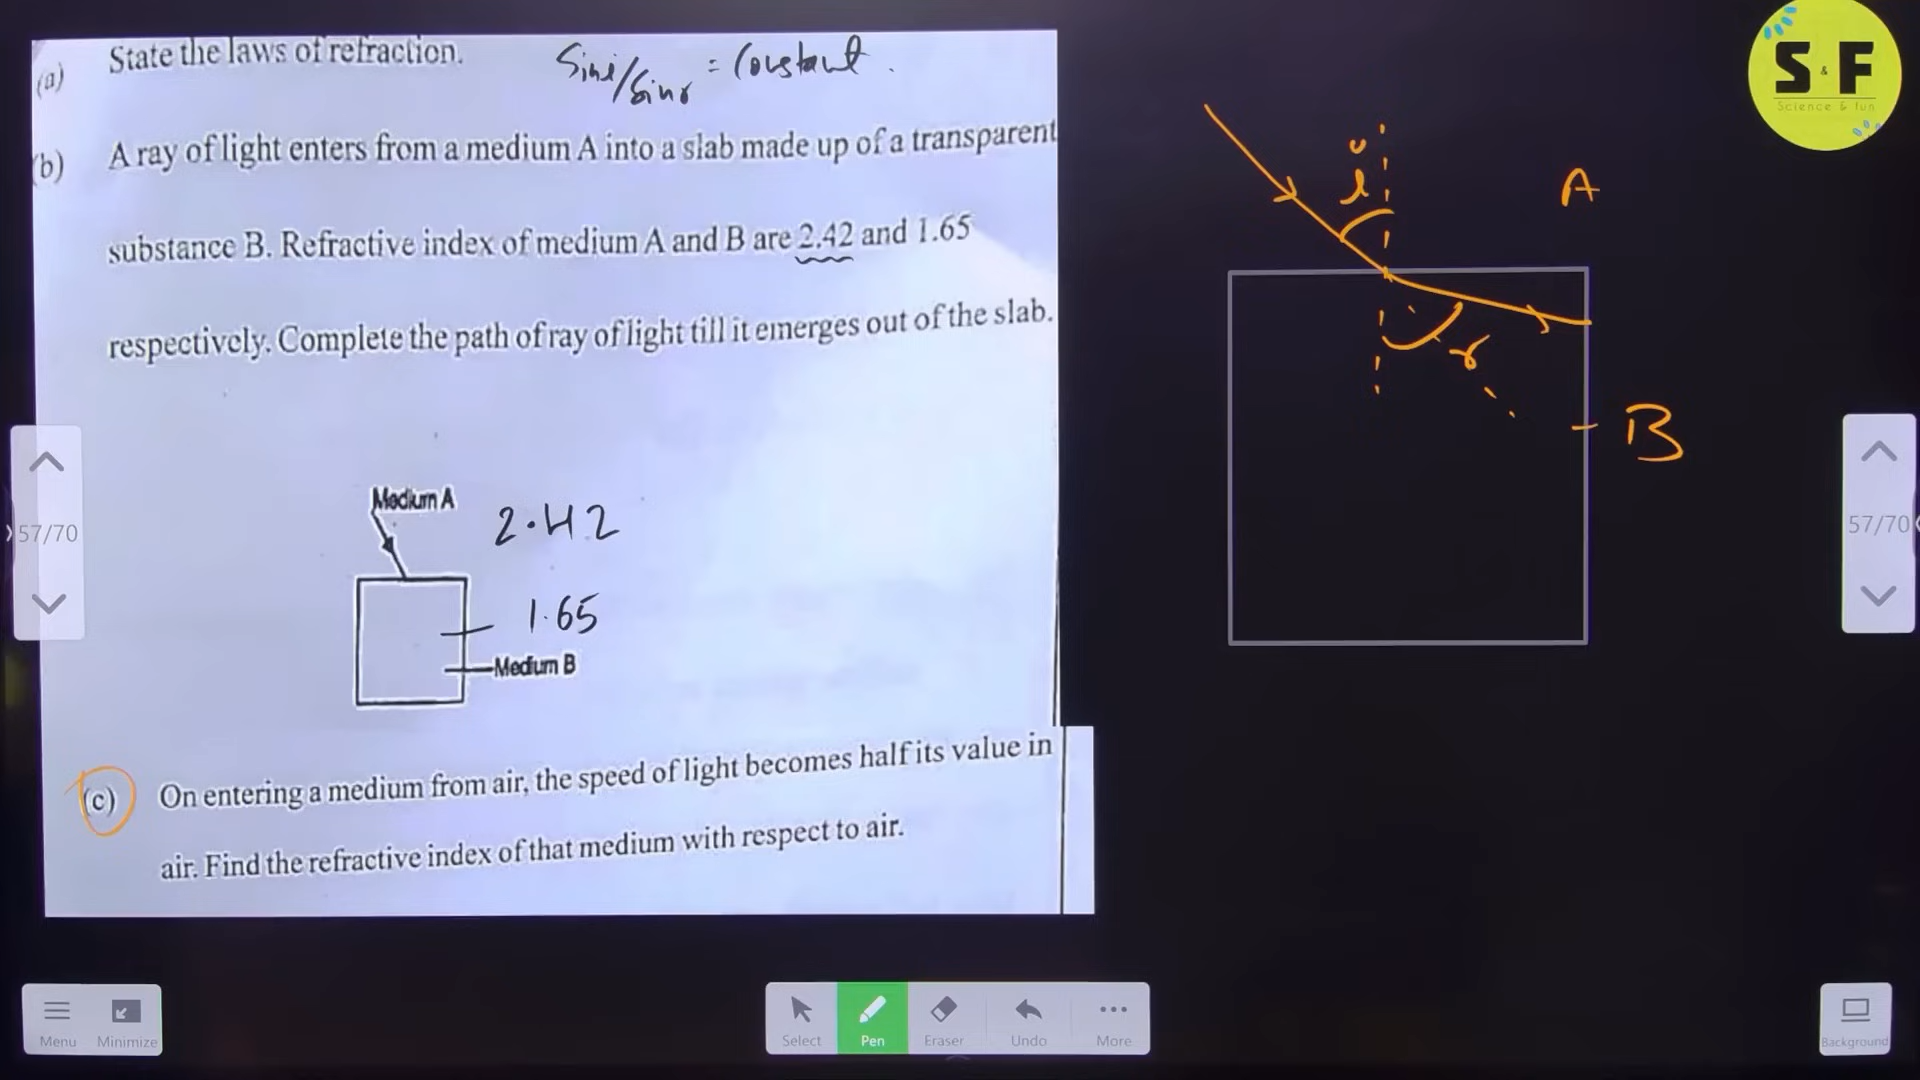 (a) State the laws of refraction. Sini/Sinr = Constant.
(b) A ray of light enters from a medium A into a slab made up of a transparent
substance B. Refractive index of medium A and B are 2.42 and 1.65
respectively. Complete the path of ray of light till it emerges out of the slab.
Medium A 2.42
1.65
Medium B
(c) On entering a medium from air, the speed of light becomes half its value in
air. Find the refractive index of that medium with respect to air.
i
A
r
B
S & F
Science & fun
57/70
57/70
Menu Minimize
Select Pen Eraser Undo More
Background